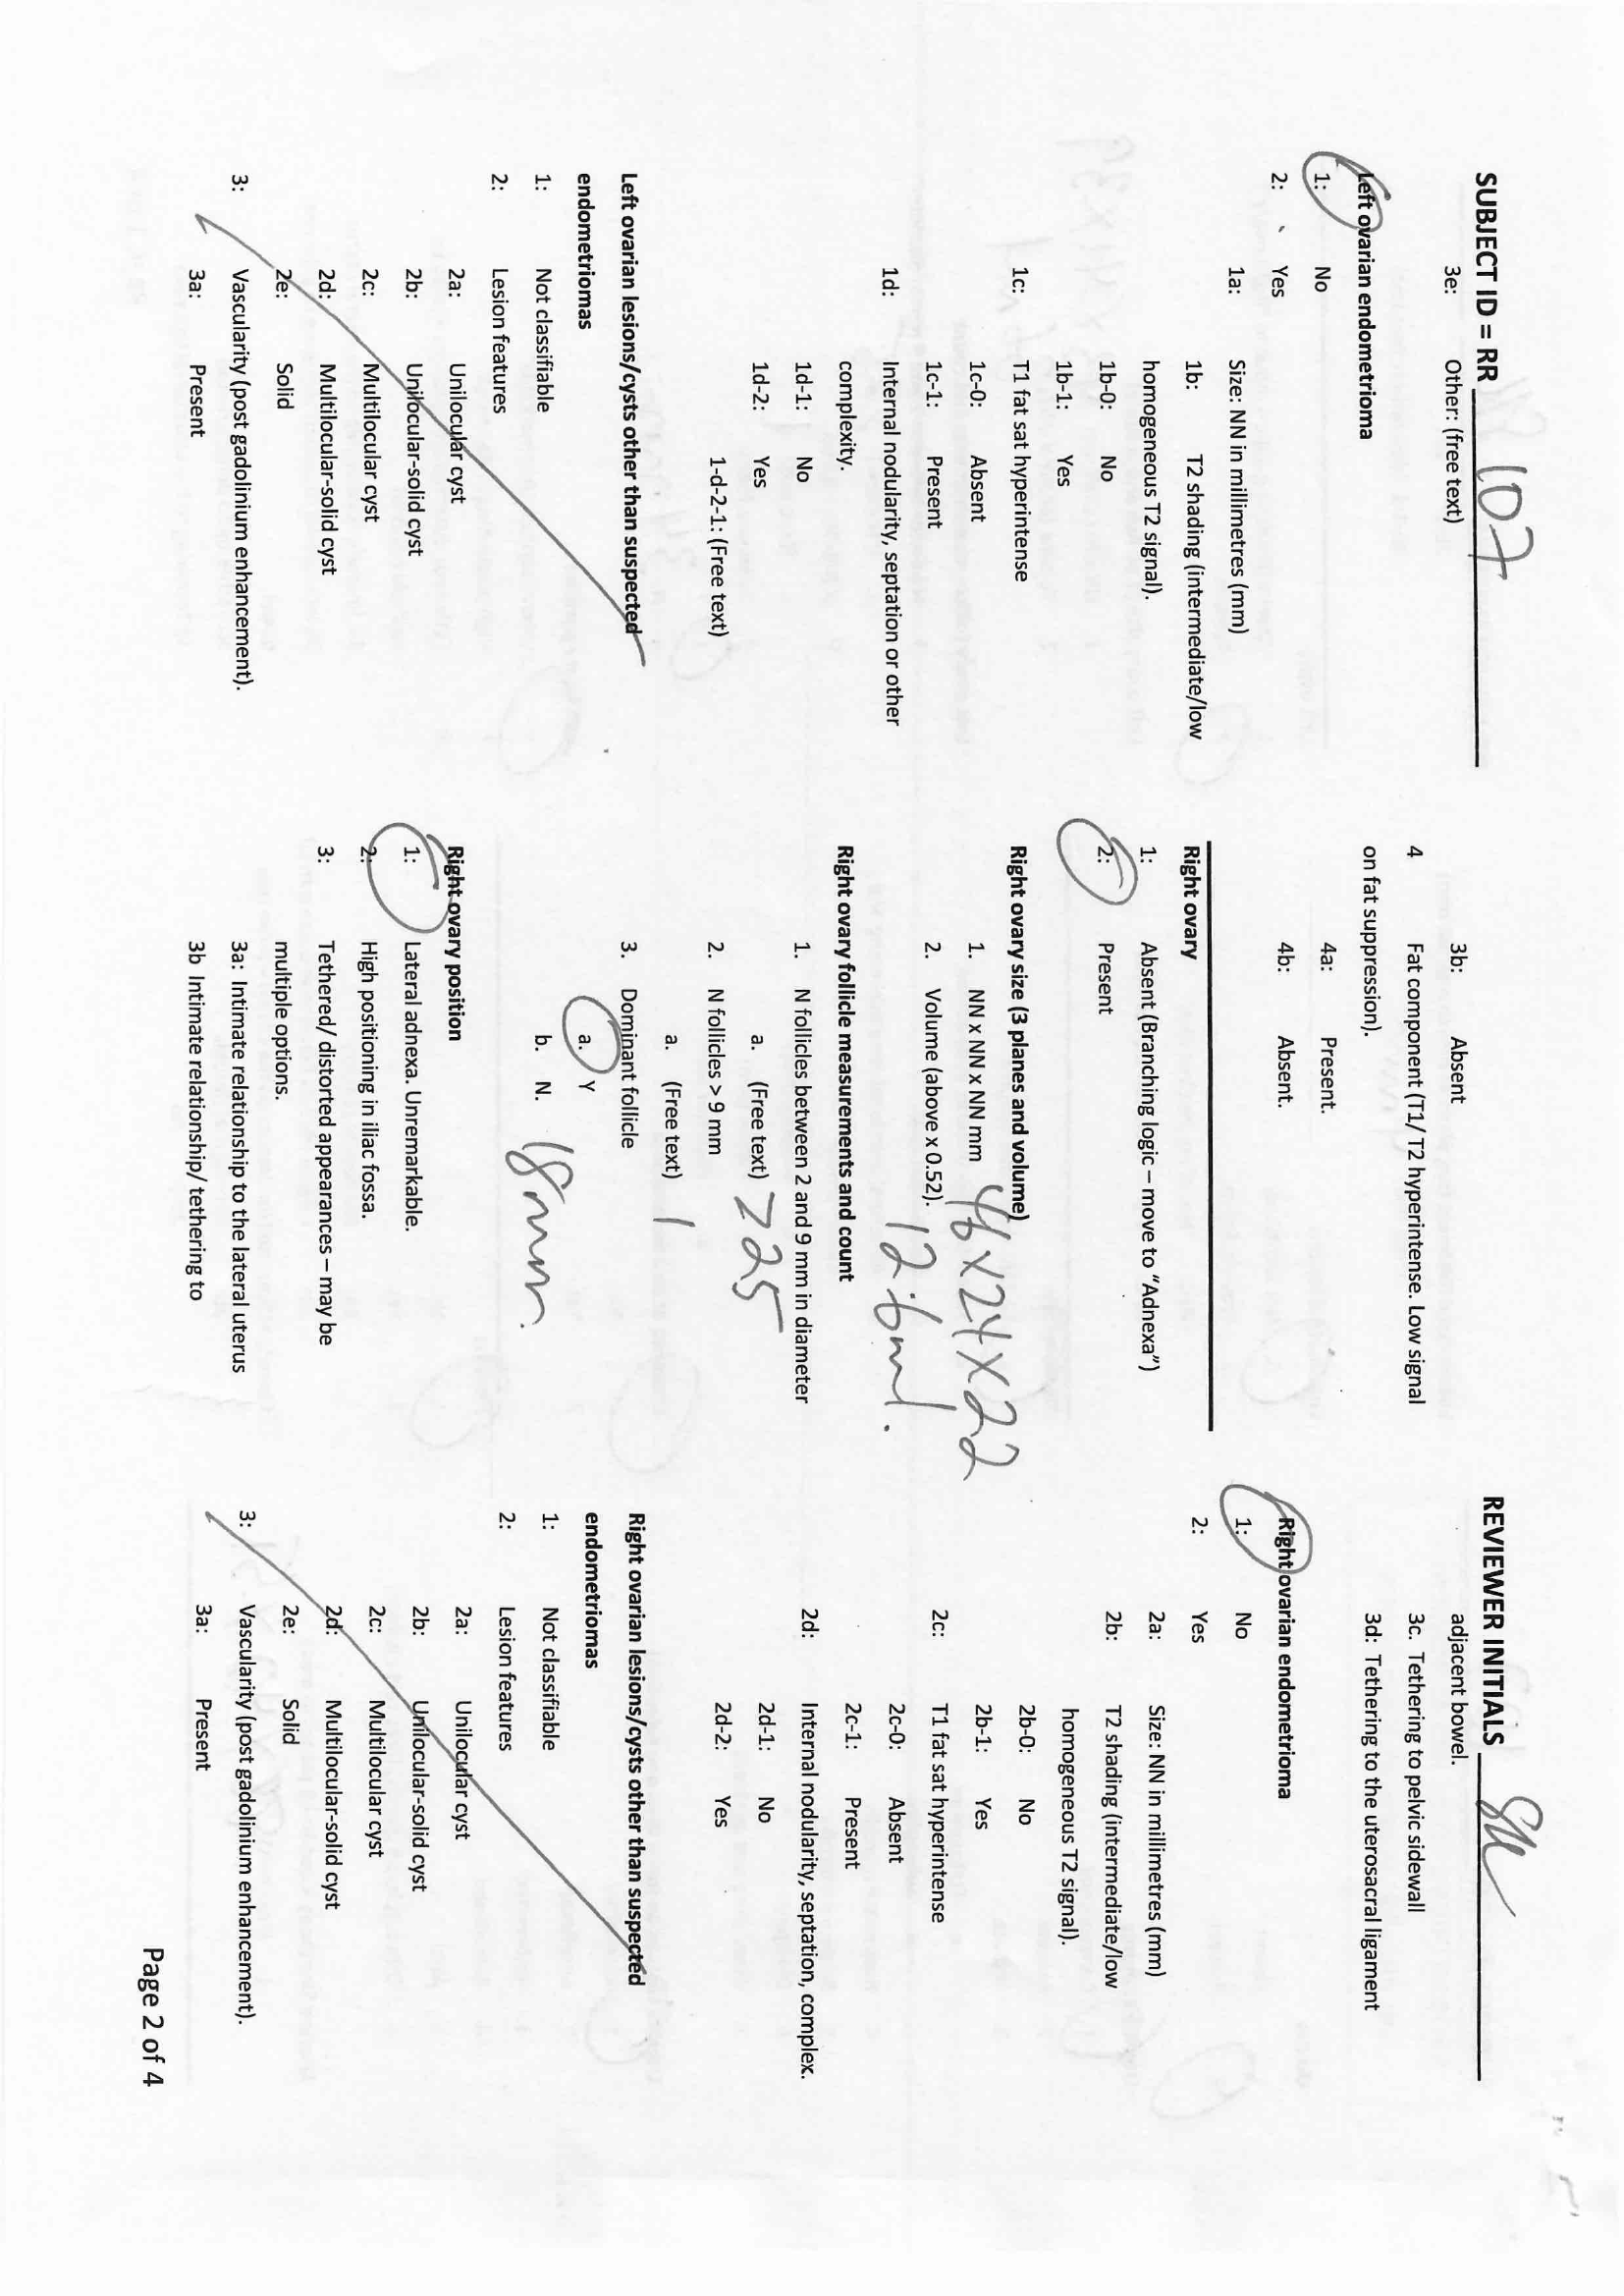 SUBJECT ID = RR 107
3e: Other: (free text)
Left ovarian endometrioma
1: No
2: Yes
1a: Size: NN in millimetres (mm)
1b: T2 shading (intermediate/low
homogeneous T2 signal).
1b-0: No
1b-1: Yes
1c: T1 fat sat hyperintense
1c-0: Absent
1c-1: Present
1d: Internal nodularity, septation or other
complexity.
1d-1: No
1d-2: Yes
1-d-2-1: (Free text)
Left ovarian lesions/cysts other than suspected
endometriomas
1: Not classifiable
2: Lesion features
2a: Unilocular cyst
2b: Unilocular-solid cyst
2c: Multilocular cyst
2d: Multilocular-solid cyst
2e: Solid
3: Vascularity (post gadolinium enhancement).
3a: Present
3b: Absent
4 Fat component (T1/ T2 hyperintense. Low signal
on fat suppression).
4a: Present.
4b: Absent.
Right ovary
1: Absent (Branching logic – move to "Adnexa")
2: Present
Right ovary size (3 planes and volume)
1. NN x NN x NN mm 46 x 24 x 22
2. Volume (above x 0.52). 12.6ml.
Right ovary follicle measurements and count
1. N follicles between 2 and 9 mm in diameter
a. (Free text) >25
2. N follicles > 9 mm
a. (Free text) 1
3. Dominant follicle
a. Y
b. N. 18mm.
Right ovary position
1: Lateral adnexa. Unremarkable.
2: High positioning in iliac fossa.
3: Tethered/ distorted appearances – may be
multiple options.
3a: Intimate relationship to the lateral uterus
3b Intimate relationship/ tethering to
REVIEWER INITIALS
adjacent bowel.
3c. Tethering to pelvic sidewall
3d: Tethering to the uterosacral ligament
Right ovarian endometrioma
1: No
2: Yes
2a: Size: NN in millimetres (mm)
2b: T2 shading (intermediate/low
homogeneous T2 signal).
2b-0: No
2b-1: Yes
2c: T1 fat sat hyperintense
2c-0: Absent
2c-1: Present
2d: Internal nodularity, septation, complex.
2d-1: No
2d-2: Yes
Right ovarian lesions/cysts other than suspected
endometriomas
1: Not classifiable
2: Lesion features
2a: Unilocular cyst
2b: Unilocular-solid cyst
2c: Multilocular cyst
2d: Multilocular-solid cyst
2e: Solid
3: Vascularity (post gadolinium enhancement).
3a: Present
Page 2 of 4